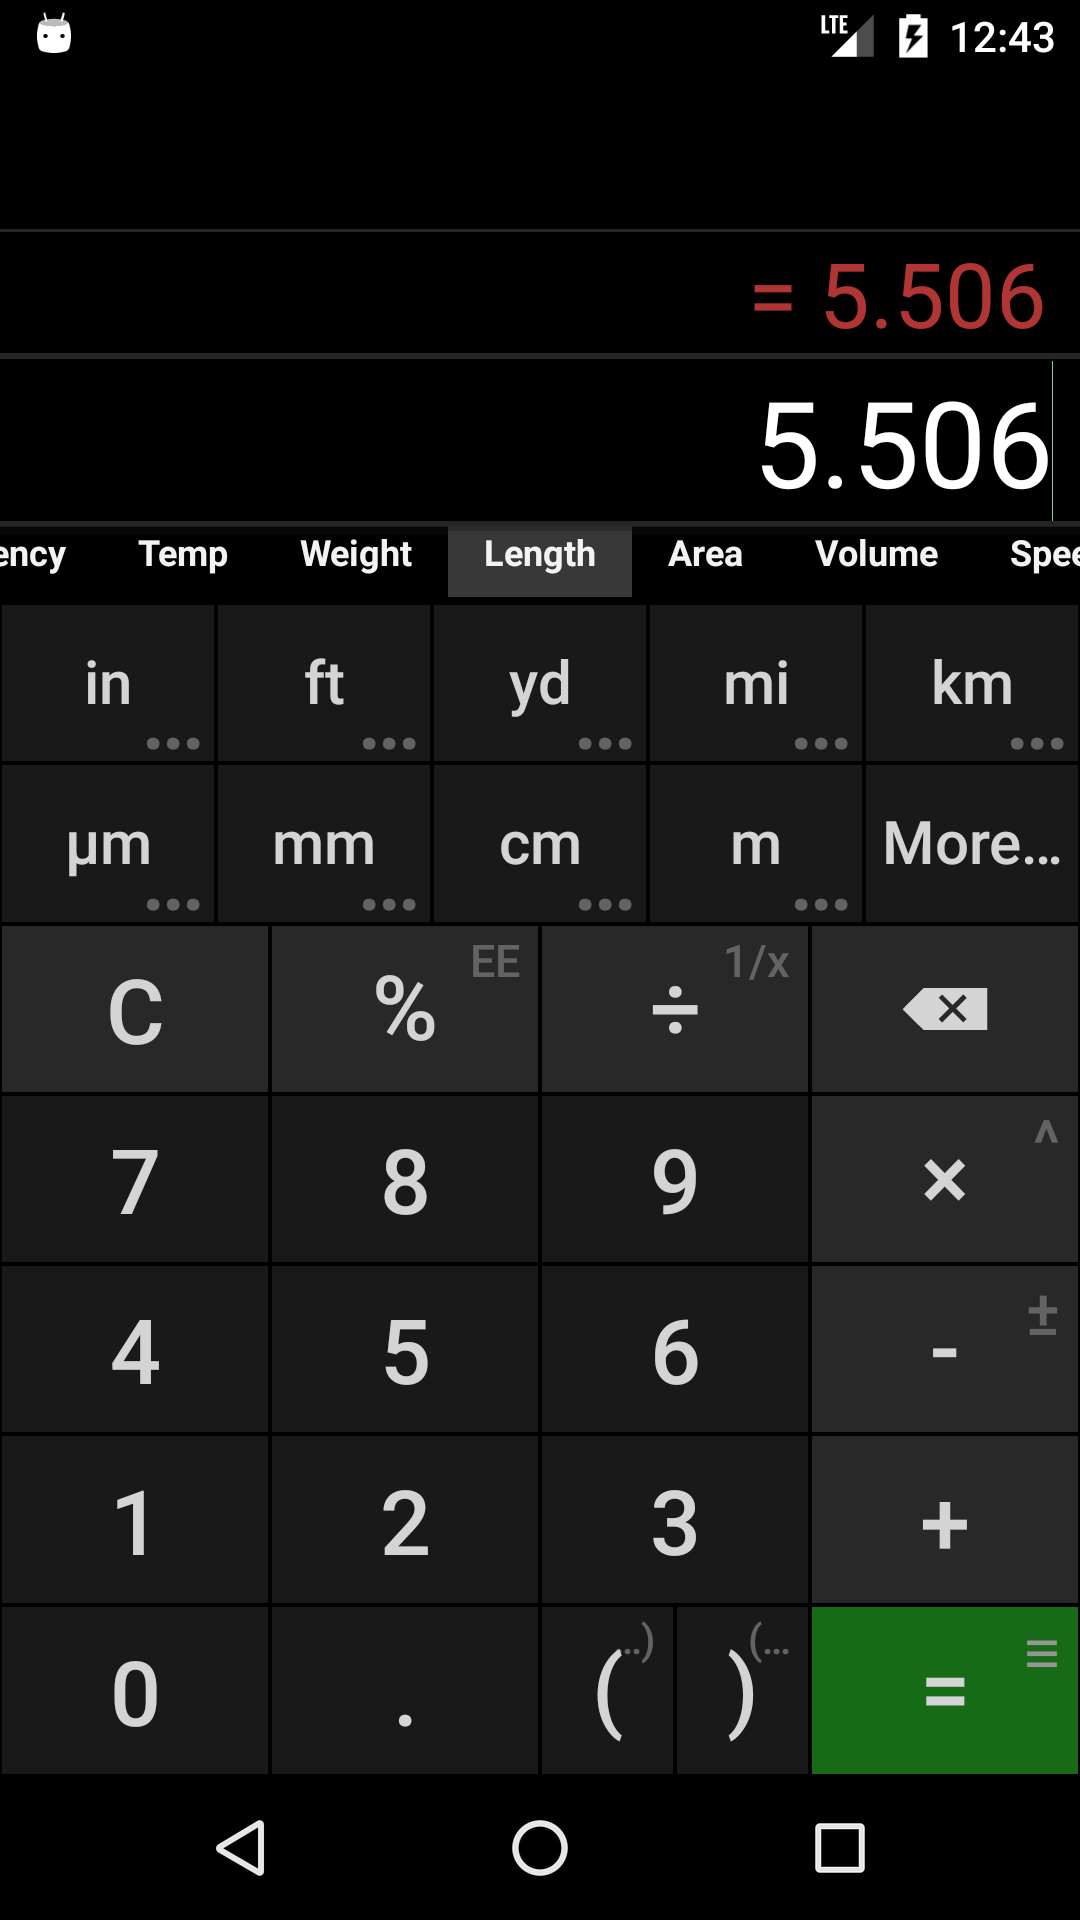 LTE 12:43
= 5.506
5.506
ency Temp Weight Length Area Volume Spee
in ft yd mi km
µm mm cm m More...
C % EE ÷ 1/x
7 8 9 × ^
4 5 6 - ±
1 2 3 +
0 . ( ..) ) (... =